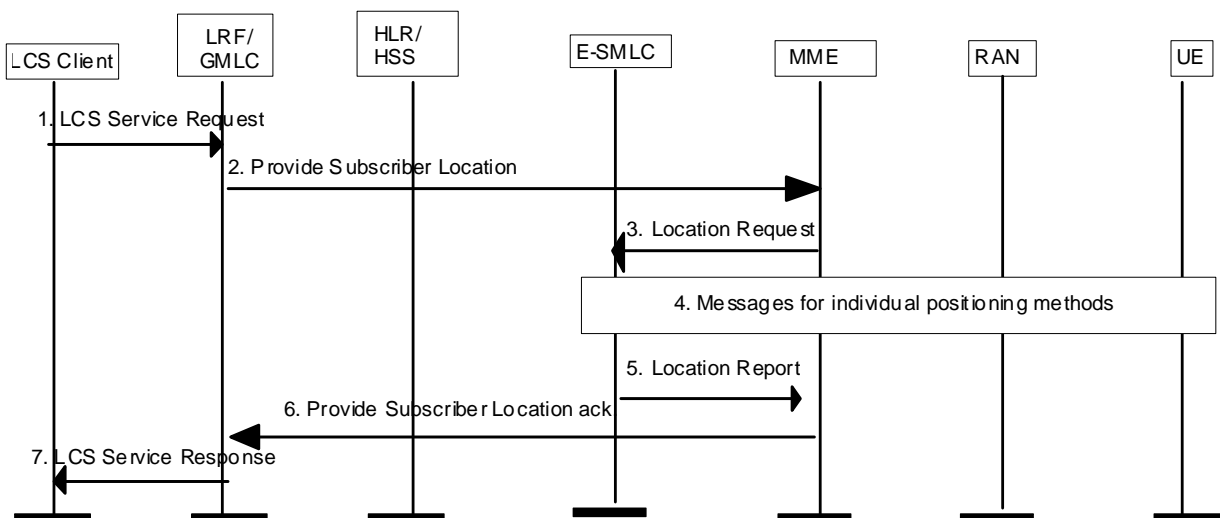 LCS Client
LRF/
GMLC
HLR/
HSS
E-SMLC
MME
RAN
UE
1. LCS Service Request
2. Provide Subscriber Location
3. Location Request
4. Messages for individual positioning methods
5. Location Report
6. Provide Subscriber Location ack
7. LCS Service Response